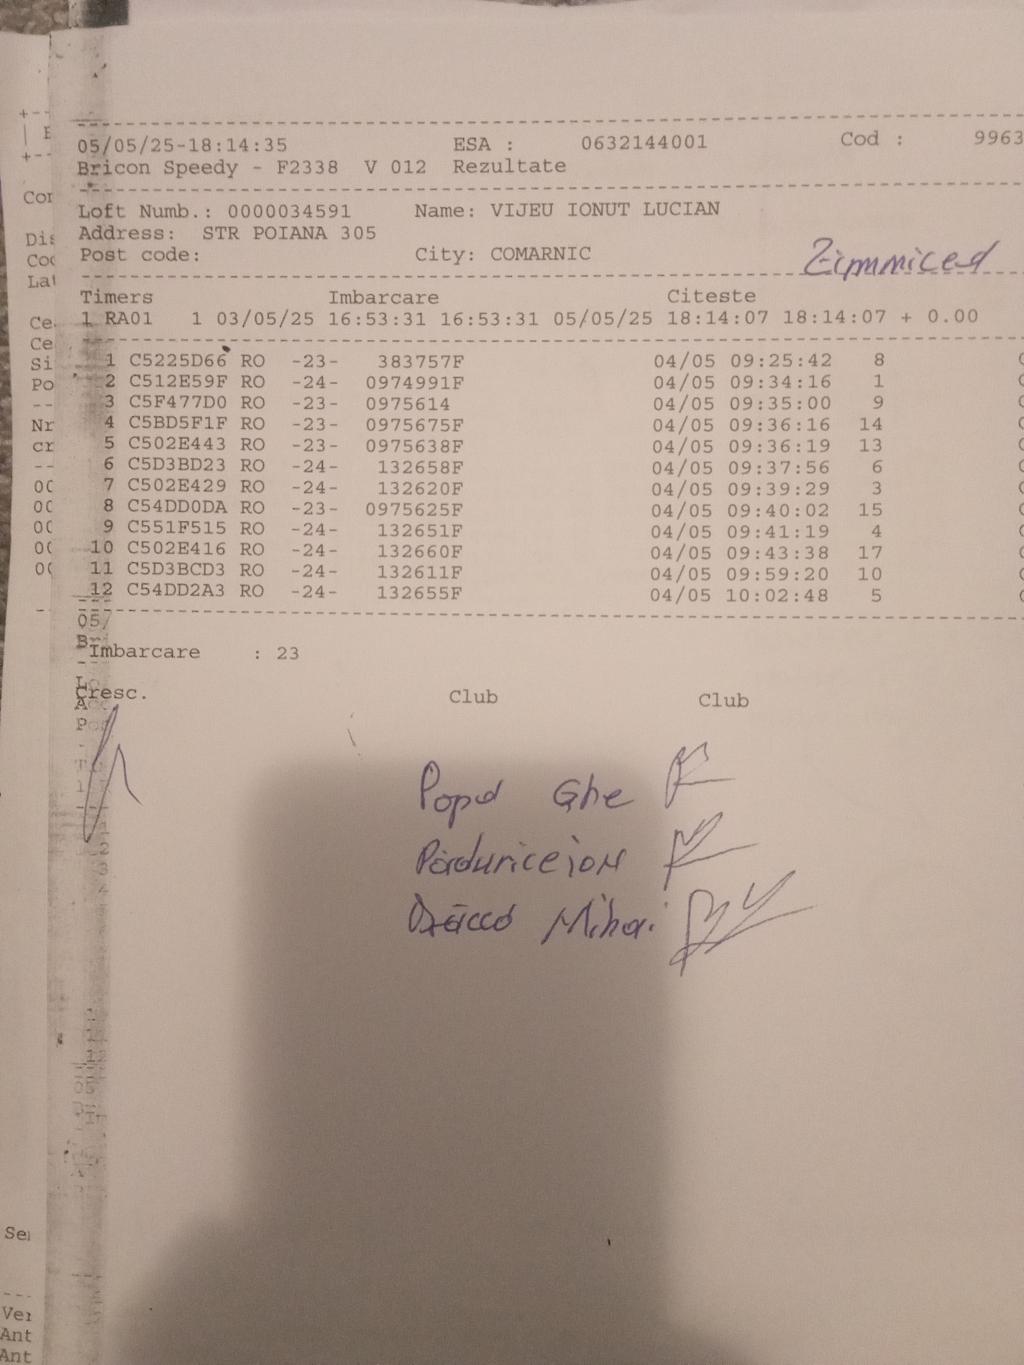 05/05/25-18:14:35 ESA : 0632144001 Cod : 9963
Bricon Speedy - F2338 V 012 Rezultate
Loft Numb.: 0000034591 Name: VIJEU IONUT LUCIAN
Address: STR POIANA 305
Post code: City: COMARNIC
Timers Imbarcare Citeste
1 RA01 1 03/05/25 16:53:31 16:53:31 05/05/25 18:14:07 18:14:07 + 0.00
1 C5225D66 RO -23- 383757F 04/05 09:25:42 8
2 C512E59F RO -24- 0974991F 04/05 09:34:16 1
3 C5F477D0 RO -23- 0975614 04/05 09:35:00 9
4 C5BD5F1F RO -23- 0975675F 04/05 09:36:16 14
5 C502E443 RO -23- 0975638F 04/05 09:36:19 13
6 C5D3BD23 RO -24- 132658F 04/05 09:37:56 6
7 C502E429 RO -24- 132620F 04/05 09:39:29 3
8 C54DD0DA RO -23- 0975625F 04/05 09:40:02 15
9 C551F515 RO -24- 132651F 04/05 09:41:19 4
10 C502E416 RO -24- 132660F 04/05 09:43:38 17
11 C5D3BCD3 RO -24- 132611F 04/05 09:59:20 10
12 C54DD2A3 RO -24- 132655F 04/05 10:02:48 5
Imbarcare : 23
Cresc. Club Club
Popa Ghe
Mihai